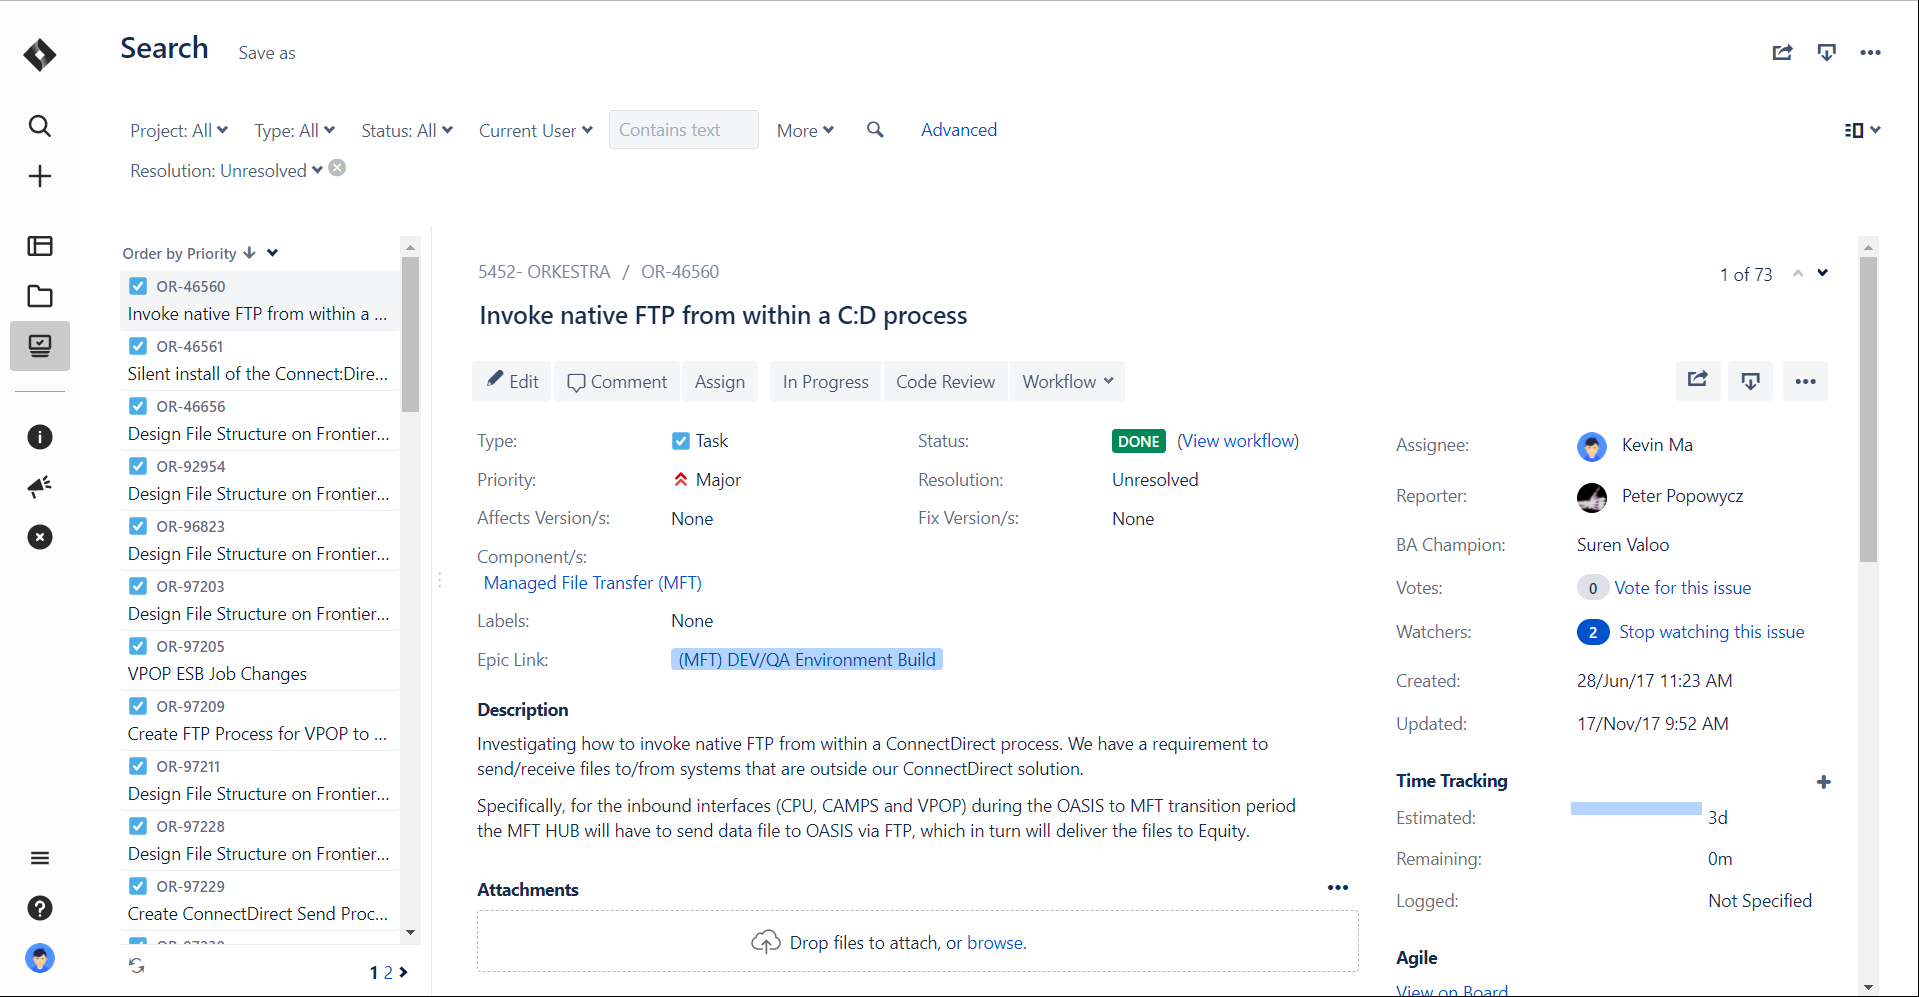 Search Save as
Project: All Type: All Status: All Current User Contains text More Advanced
Resolution: Unresolved
Order by Priority
OR-46560
Invoke native FTP from within a ...
OR-46561
Silent install of the Connect:Dire...
OR-46656
Design File Structure on Frontier...
OR-92954
Design File Structure on Frontier...
OR-96823
Design File Structure on Frontier...
OR-97203
Design File Structure on Frontier...
OR-97205
VPOP ESB Job Changes
OR-97209
Create FTP Process for VPOP to ...
OR-97211
Design File Structure on Frontier...
OR-97228
Design File Structure on Frontier...
OR-97229
Create ConnectDirect Send Proc...
1 2
5452- ORKESTRA / OR-46560
1 of 73
Invoke native FTP from within a C:D process
Edit Comment Assign In Progress Code Review Workflow
Type: Task
Status: DONE (View workflow)
Priority: Major
Resolution: Unresolved
Affects Version/s: None
Fix Version/s: None
Component/s:
Managed File Transfer (MFT)
Labels: None
Epic Link: (MFT) DEV/QA Environment Build
Description
Investigating how to invoke native FTP from within a ConnectDirect process. We have a requirement to
send/receive files to/from systems that are outside our ConnectDirect solution.
Specifically, for the inbound interfaces (CPU, CAMPS and VPOP) during the OASIS to MFT transition period
the MFT HUB will have to send data file to OASIS via FTP, which in turn will deliver the files to Equity.
Attachments
Drop files to attach, or browse.
Assignee: Kevin Ma
Reporter: Peter Popowycz
BA Champion: Suren Valoo
Votes: 0 Vote for this issue
Watchers: 2 Stop watching this issue
Created: 28/Jun/17 11:23 AM
Updated: 17/Nov/17 9:52 AM
Time Tracking
Estimated: 3d
Remaining: 0m
Logged: Not Specified
Agile
View on Board